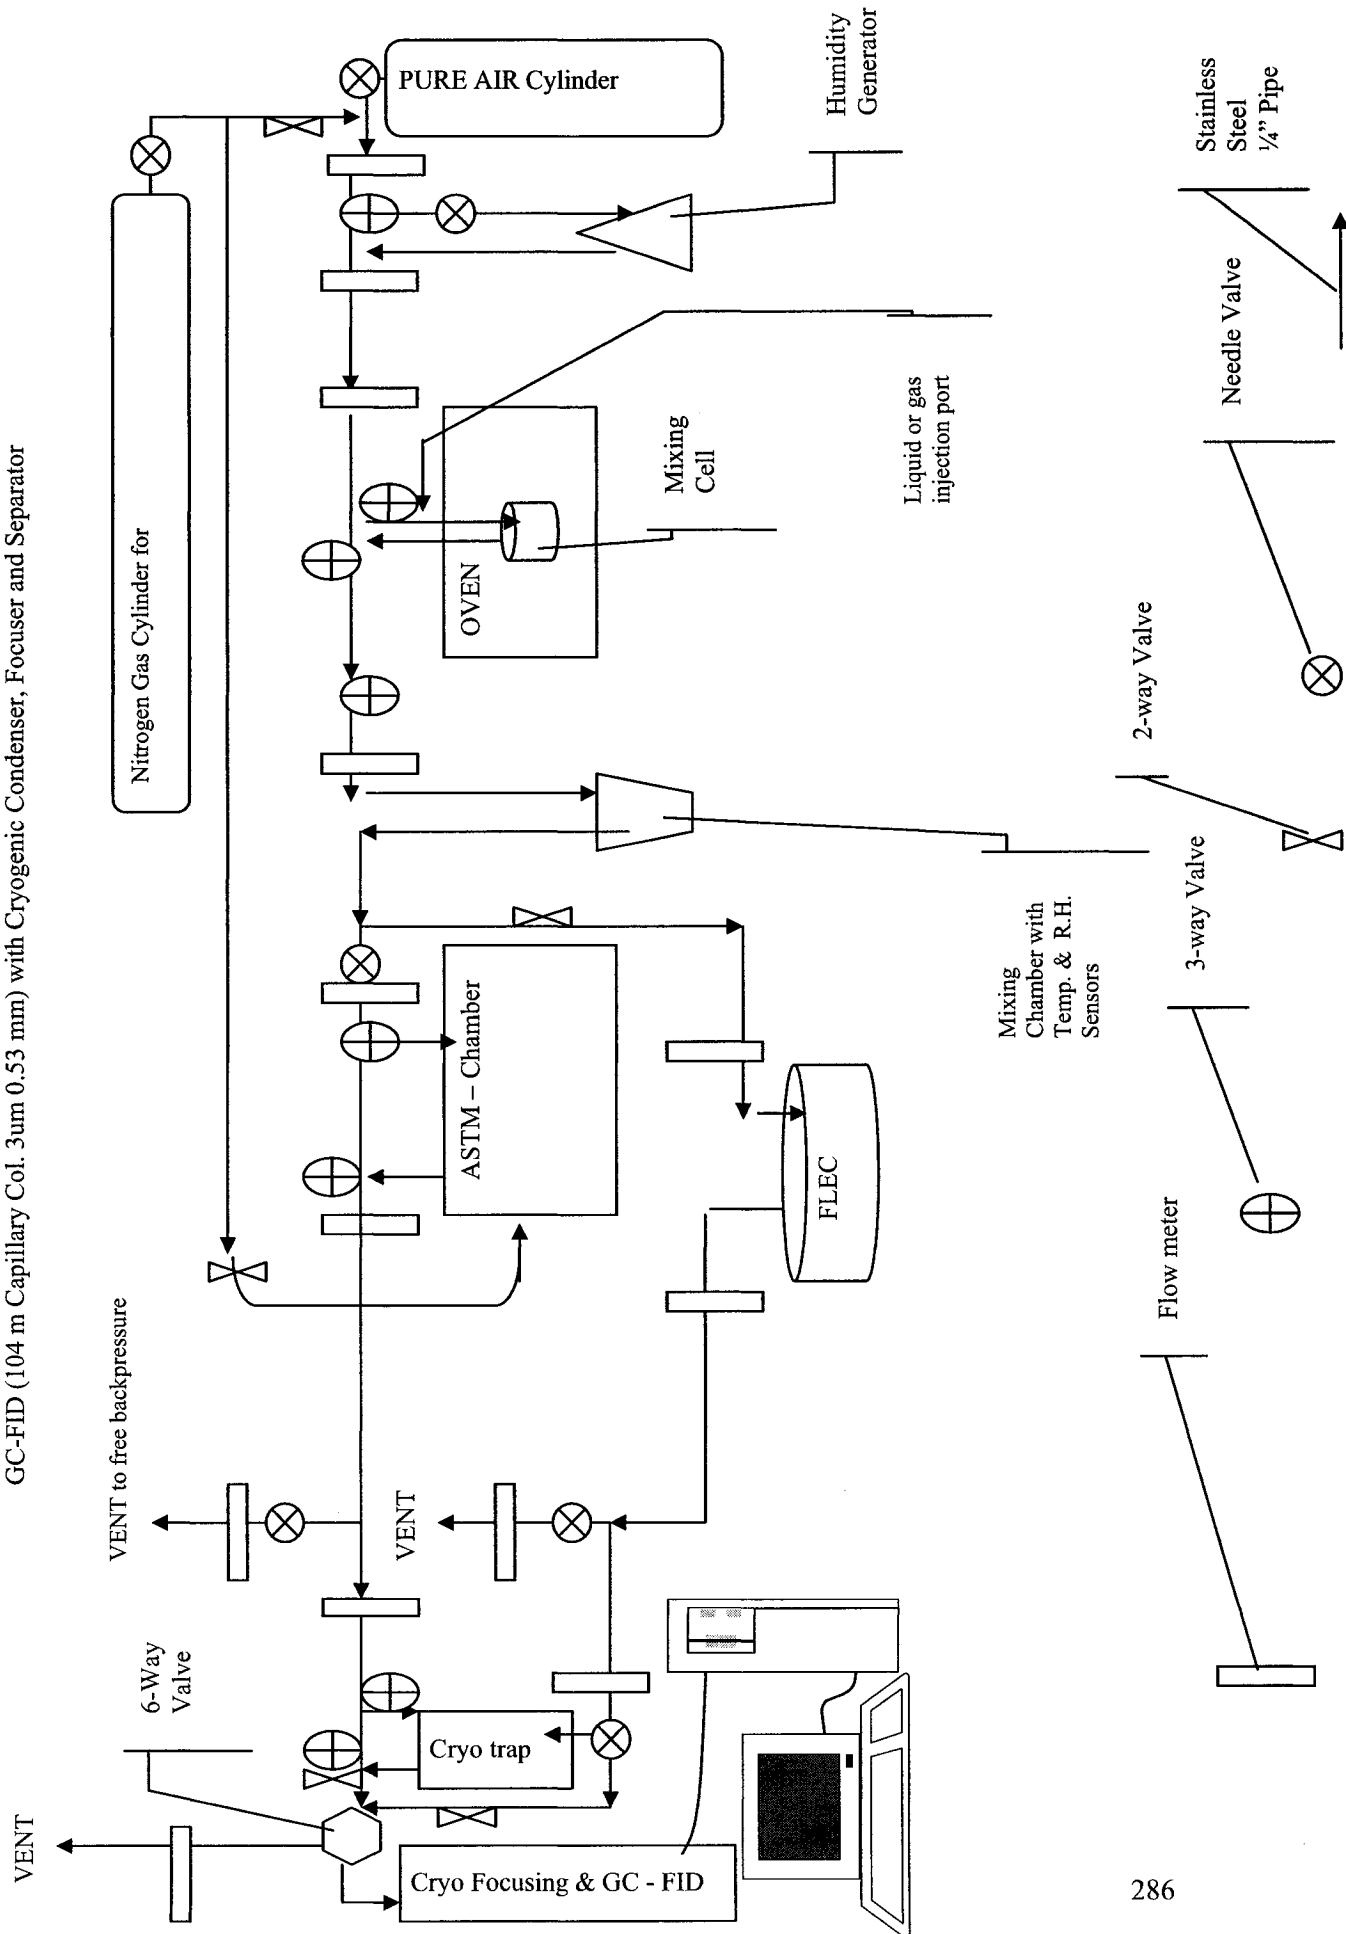 GC-FID (104 m Capillary Col. 3um 0.53 mm) with Cryogenic Condenser, Focuser and Separator
VENT
6-Way
Valve
VENT to free backpressure
Nitrogen Gas Cylinder for
PURE AIR Cylinder
Humidity
Generator
Cryo Focusing & GC - FID
Cryo trap
VENT
ASTM – Chamber
FLEC
OVEN
Mixing
Cell
Liquid or gas
injection port
Mixing
Chamber with
Temp. & R.H.
Sensors
Flow meter
3-way Valve
2-way Valve
Needle Valve
Stainless
Steel
¼” Pipe
286